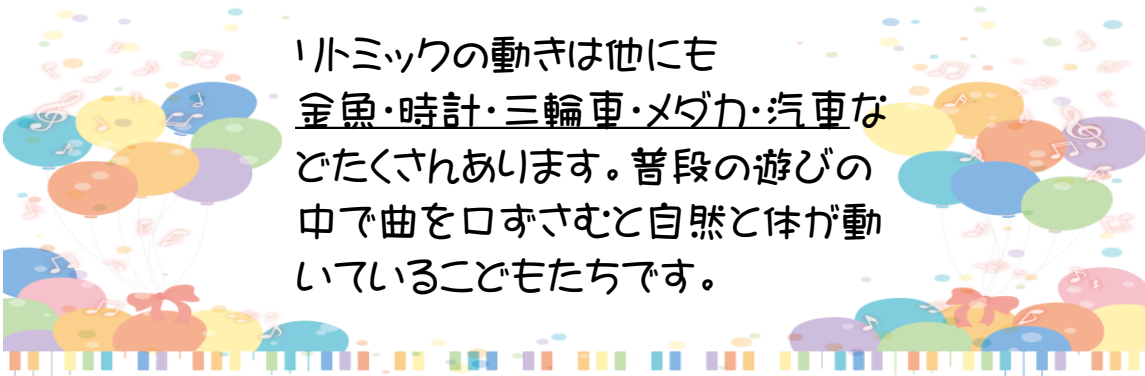 リトミックの動きは他にも
金魚・時計・三輪車・メダカ・汽車な
どたくさんあります。普段の遊びの
中で曲を口ずさむと自然と体が動
いているこどもたちです。